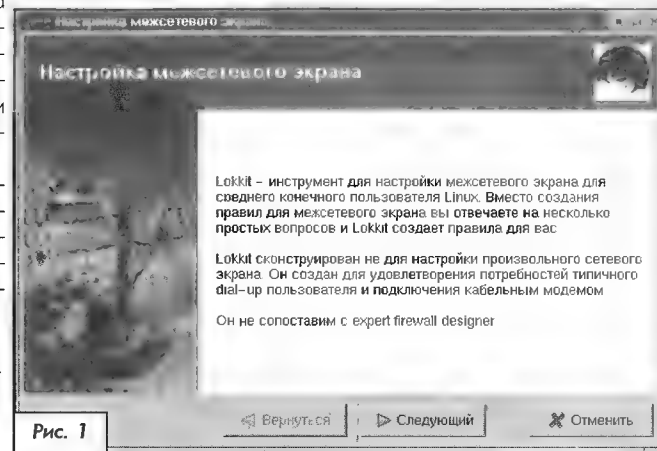 Настройка межсетевого экрана
Настройка межсетевого экрана
Lokkit – инструмент для настройки межсетевого экрана для
среднего конечного пользователя Linux. Вместо создания
правил для межсетевого экрана вы отвечаете на несколько
простых вопросов и Lokkit создает правила для вас
Lokkit сконструирован не для настройки произвольного сетевого
экрана. Он создан для удовлетворения потребностей типичного
dial-up пользователя и подключения кабельным модемом
Он не сопоставим с expert firewall designer
Вернуться Следующий Отменить
Рис. 1